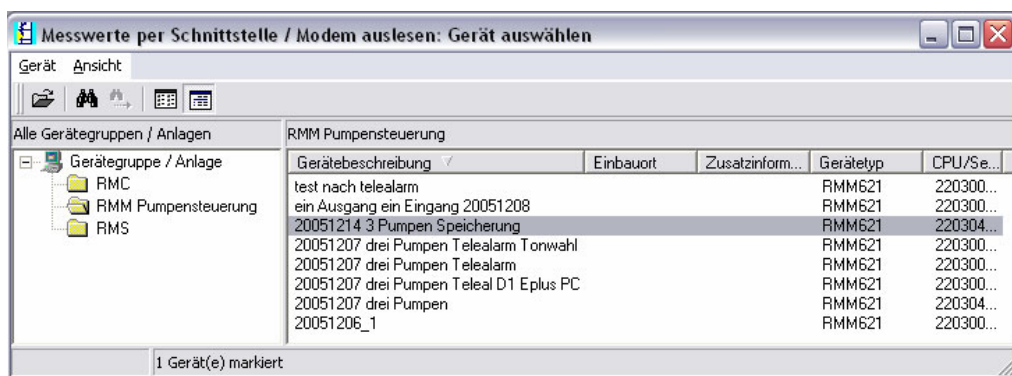 Messwerte per Schnittstelle / Modem auslesen: Gerät auswählen
Gerät Ansicht
Alle Gerätegruppen / Anlagen
RMM Pumpensteuerung
Gerätegruppe / Anlage
RMC
RMM Pumpensteuerung
RMS
Gerätebeschreibung Einbauort Zusatzinform... Gerätetyp CPU/Se...
test nach telealarm RMM621 220300...
ein Ausgang ein Eingang 20051208 RMM621 220300...
20051214 3 Pumpen Speicherung RMM621 220304...
20051207 drei Pumpen Telealarm Tonwahl RMM621 220300...
20051207 drei Pumpen Telealarm RMM621 220300...
20051207 drei Pumpen Teleal D1 Eplus PC RMM621 220300...
20051207 drei Pumpen RMM621 220304...
20051206_1 RMM621 220300...
1 Gerät(e) markiert